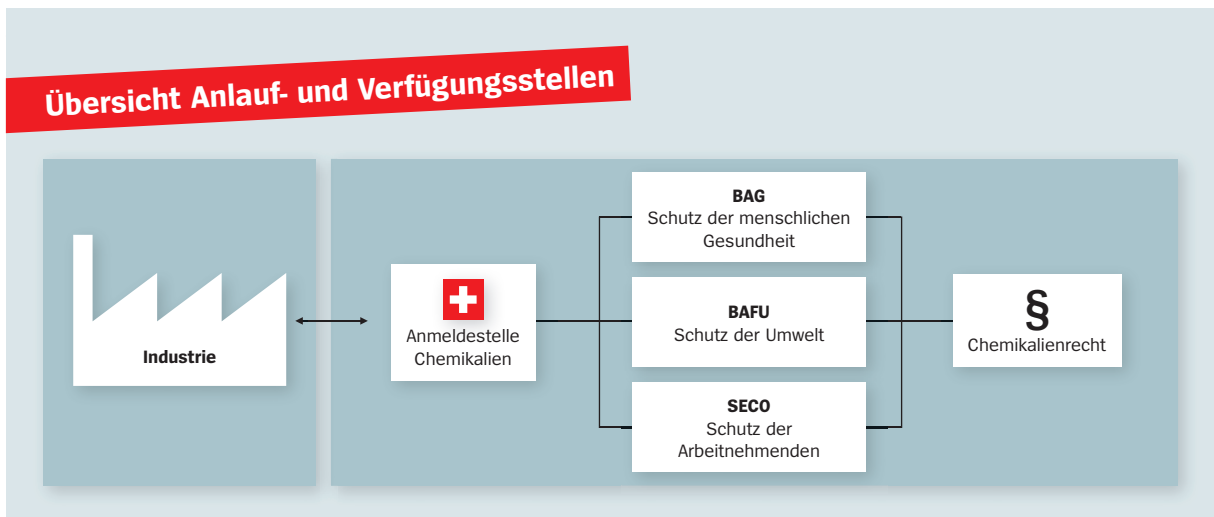 Übersicht Anlauf- und Verfügungsstellen
Industrie
Anmeldestelle
Chemikalien
BAG
Schutz der menschlichen
Gesundheit
BAFU
Schutz der Umwelt
SECO
Schutz der
Arbeitnehmenden
§
Chemikalienrecht